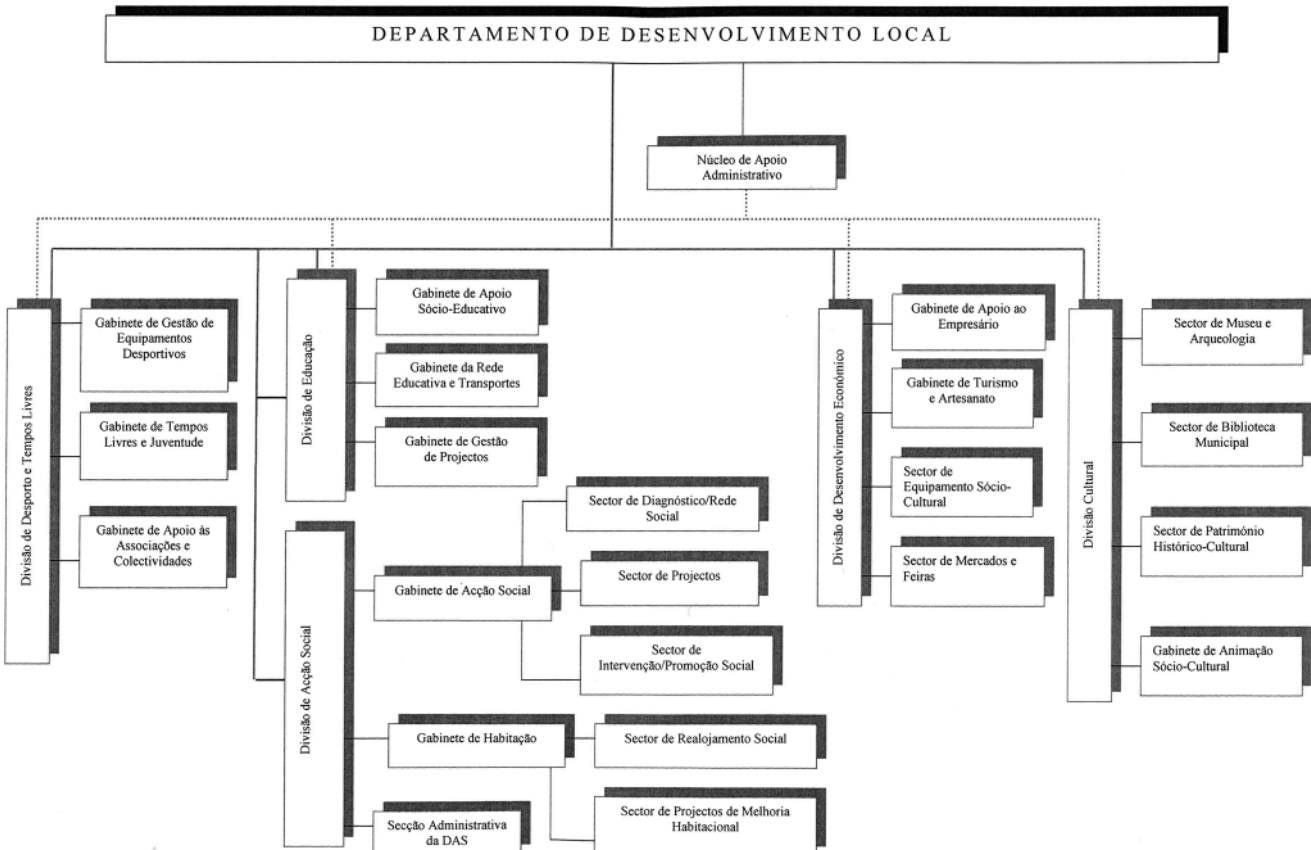 DEPARTAMENTO DE DESENVOLVIMENTO LOCAL
Núcleo de Apoio
Administrativo
Divisão de Desporto e Tempos Livres
Gabinete de Gestão de
Equipamentos
Desportivos
Gabinete de Tempos
Livres e Juventude
Gabinete de Apoio às
Associações e
Colectividades
Divisão de Educação
Gabinete de Apoio
Sócio-Educativo
Gabinete da Rede
Educativa e Transportes
Gabinete de Gestão
de Projectos
Divisão de Acção Social
Gabinete de Acção Social
Sector de Diagnóstico/Rede
Social
Sector de Projectos
Sector de
Intervenção/Promoção Social
Gabinete de Habitação
Sector de Realojamento Social
Sector de Projectos de Melhoria
Habitacional
Secção Administrativa
da DAS
Divisão de Desenvolvimento Económico
Gabinete de Apoio ao
Empresário
Gabinete de Turismo
e Artesanato
Sector de
Equipamento Sócio-
Cultural
Sector de Mercados e
Feiras
Divisão Cultural
Sector de Museu e
Arqueologia
Sector de Biblioteca
Municipal
Sector de Património
Histórico-Cultural
Gabinete de Animação
Sócio-Cultural